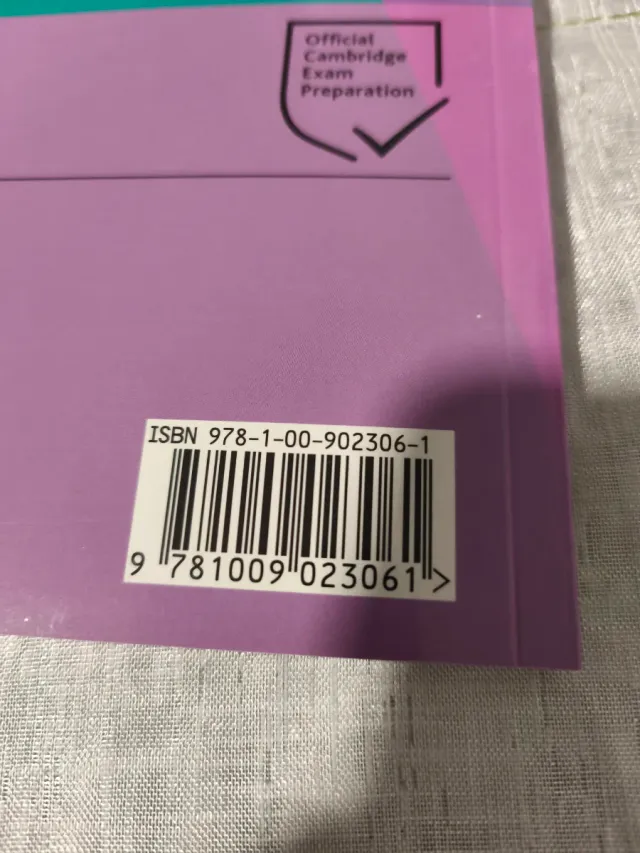 Official
Cambridge
Exam
Preparation
ISBN 978-1-00-902306-1
9 781009 023061 >